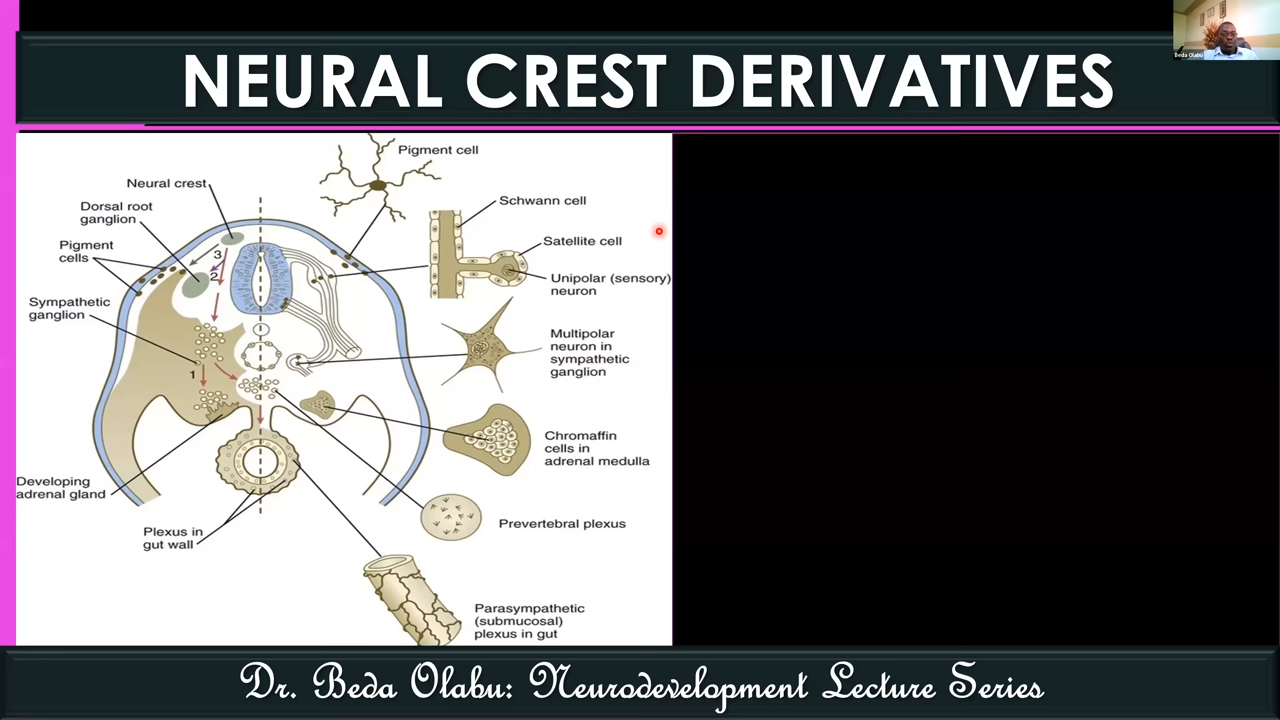 Beda Olabu
NEURAL CREST DERIVATIVES
Pigment cell
Neural crest
Schwann cell
Dorsal root
ganglion
Satellite cell
Pigment
cells
3
2
Unipolar (sensory)
neuron
Sympathetic
ganglion
Multipolar
neuron in
sympathetic
ganglion
1
Chromaffin
cells in
adrenal medulla
Developing
adrenal gland
Prevertebral plexus
Plexus in
gut wall
Parasympathetic
(submucosal)
plexus in gut
Dr. Beda Olabu: Neurodevelopment Lecture Series